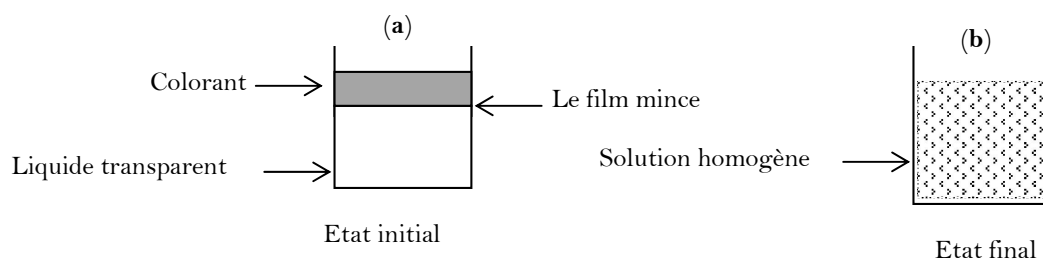 (a)
(b)
Colorant
Le film mince
Liquide transparent
Solution homogène
Etat initial
Etat final